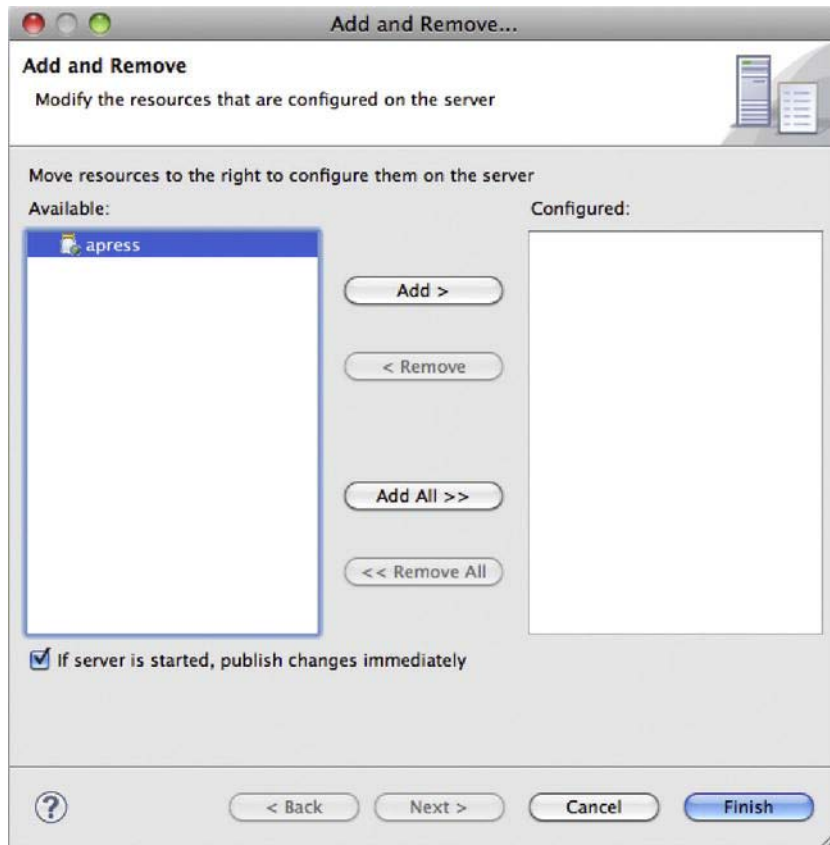 Add and Remove...
Add and Remove
Modify the resources that are configured on the server
Move resources to the right to configure them on the server
Available:
Configured:
apress
Add >
< Remove
Add All >>
<< Remove All
If server is started, publish changes immediately
?
< Back
Next >
Cancel
Finish